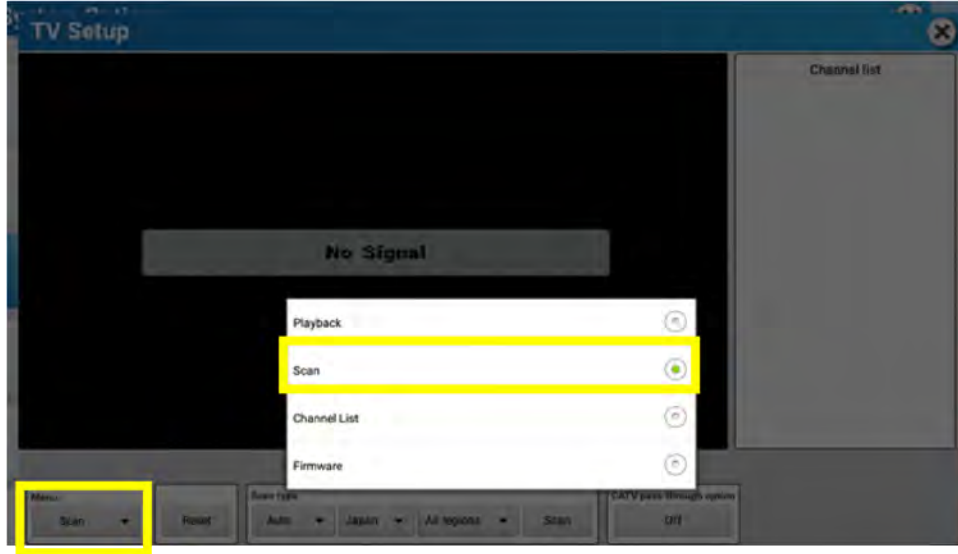 TV Setup
Channel list
No Signal
Playback
Scan
Channel List
Firmware
Menu
Scan
Reset
Scan type
Auto
Japan
All regions
Scan
CATV pass through option
Off